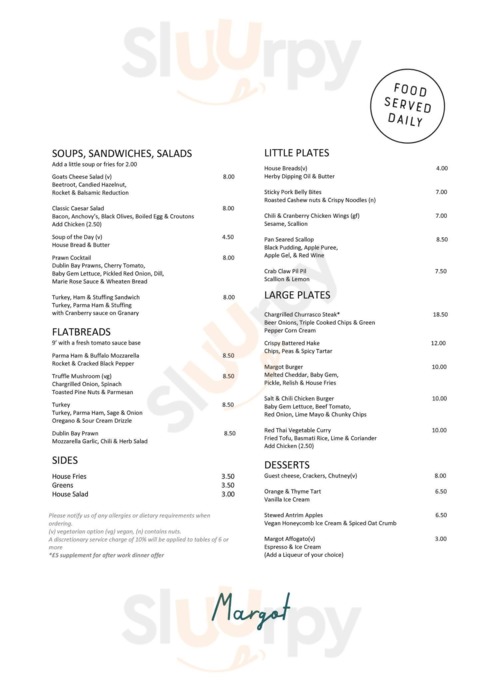 Sluurpy
FOOD
SERVED
DAILY
SOUPS, SANDWICHES, SALADS
Add a little soup or fries for 2.00
Goats Cheese Salad (v) 8.00
Beetroot, Candied Hazelnut,
Rocket & Balsamic Reduction
Classic Caesar Salad 8.00
Bacon, Anchovy's, Black Olives, Boiled Egg & Croutons
Add Chicken (2.50)
Soup of the Day (v) 4.50
House Bread & Butter
Prawn Cocktail 8.00
Dublin Bay Prawns, Cherry Tomato,
Baby Gem Lettuce, Pickled Red Onion, Dill,
Marie Rose Sauce & Wheaten Bread
Turkey, Ham & Stuffing Sandwich 8.00
Turkey, Parma Ham & Stuffing
with Cranberry sauce on Granary
FLATBREADS
9' with a fresh tomato sauce base
Parma Ham & Buffalo Mozzarella 8.50
Rocket & Cracked Black Pepper
Truffle Mushroom (vg) 8.50
Chargrilled Onion, Spinach
Toasted Pine Nuts & Parmesan
Turkey 8.50
Turkey, Parma Ham, Sage & Onion
Oregano & Sour Cream Drizzle
Dublin Bay Prawn 8.50
Mozzarella Garlic, Chili & Herb Salad
SIDES
House Fries 3.50
Greens 3.50
House Salad 3.00
Please notify us of any allergies or dietary requirements when
ordering.
(v) vegetarian option (vg) vegan, (n) contains nuts.
A discretionary service charge of 10% will be applied to tables of 6 or
more
*£5 supplement for after work dinner offer
LITTLE PLATES
House Breads(v) 4.00
Herby Dipping Oil & Butter
Sticky Pork Belly Bites 7.00
Roasted Cashew nuts & Crispy Noodles (n)
Chili & Cranberry Chicken Wings (gf) 7.00
Sesame, Scallion
Pan Seared Scallop 8.50
Black Pudding, Apple Puree,
Apple Gel, & Red Wine
Crab Claw Pil Pil 7.50
Scallion & Lemon
LARGE PLATES
Chargrilled Churrasco Steak* 18.50
Beer Onions, Triple Cooked Chips & Green
Pepper Corn Cream
Crispy Battered Hake 12.00
Chips, Peas & Spicy Tartar
Margot Burger 10.00
Melted Cheddar, Baby Gem,
Pickle, Relish & House Fries
Salt & Chili Chicken Burger 10.00
Baby Gem Lettuce, Beef Tomato,
Red Onion, Lime Mayo & Chunky Chips
Red Thai Vegetable Curry 10.00
Fried Tofu, Basmati Rice, Lime & Coriander
Add Chicken (2.50)
DESSERTS
Guest cheese, Crackers, Chutney(v) 8.00
Orange & Thyme Tart 6.50
Vanilla Ice Cream
Stewed Antrim Apples 6.50
Vegan Honeycomb Ice Cream & Spiced Oat Crumb
Margot Affogato(v) 3.00
Espresso & Ice Cream
(Add a Liqueur of your choice)
Sluurpy
Margot
Sluurpy